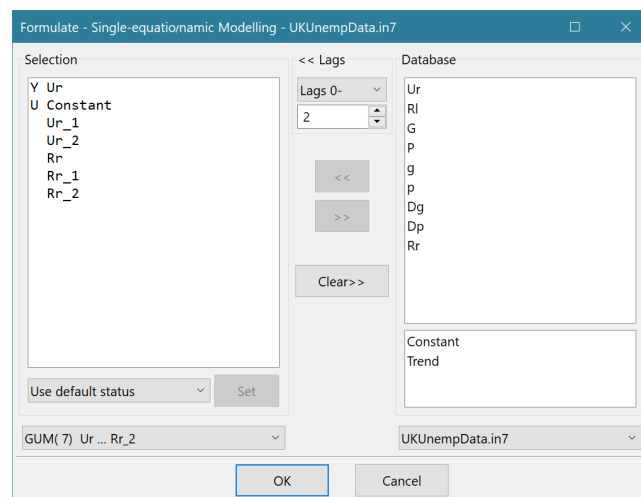 Formulate - Single-equatio/namic Modelling - UKUnempData.in7
Selection
<< Lags
Database
Y Ur
U Constant
Ur_1
Ur_2
Rr
Rr_1
Rr_2
Lags 0-
2
<<
>>
Clear>>
Ur
Rl
G
P
g
p
Dg
Dp
Rr
Constant
Trend
Use default status
Set
GUM( 7) Ur ... Rr_2
UKUnempData.in7
OK
Cancel